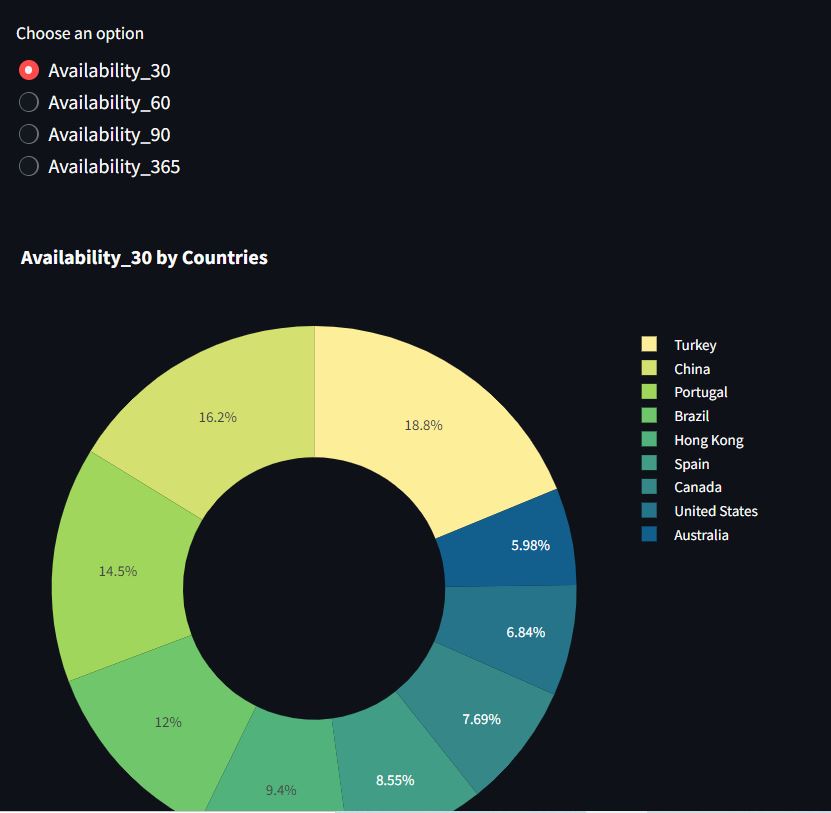 Choose an option
Availability_30
Availability_60
Availability_90
Availability_365
Availability_30 by Countries
Turkey
China
Portugal
Brazil
Hong Kong
Spain
Canada
United States
Australia
16.2%
18.8%
5.98%
14.5%
6.84%
12%
7.69%
9.4%
8.55%